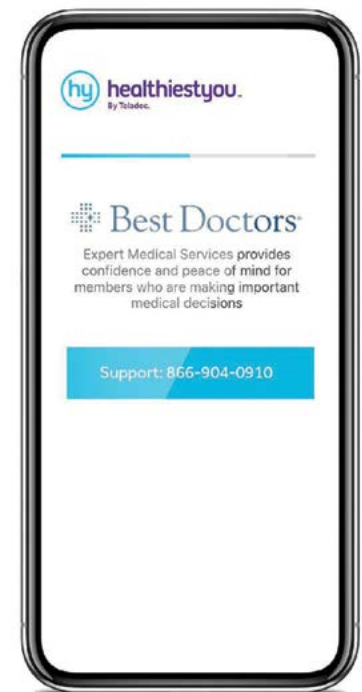 hy healthiestyou.
By Teladoc.
Best Doctors®
Expert Medical Services provides
confidence and peace of mind for
members who are making important
medical decisions
Support: 866-904-0910